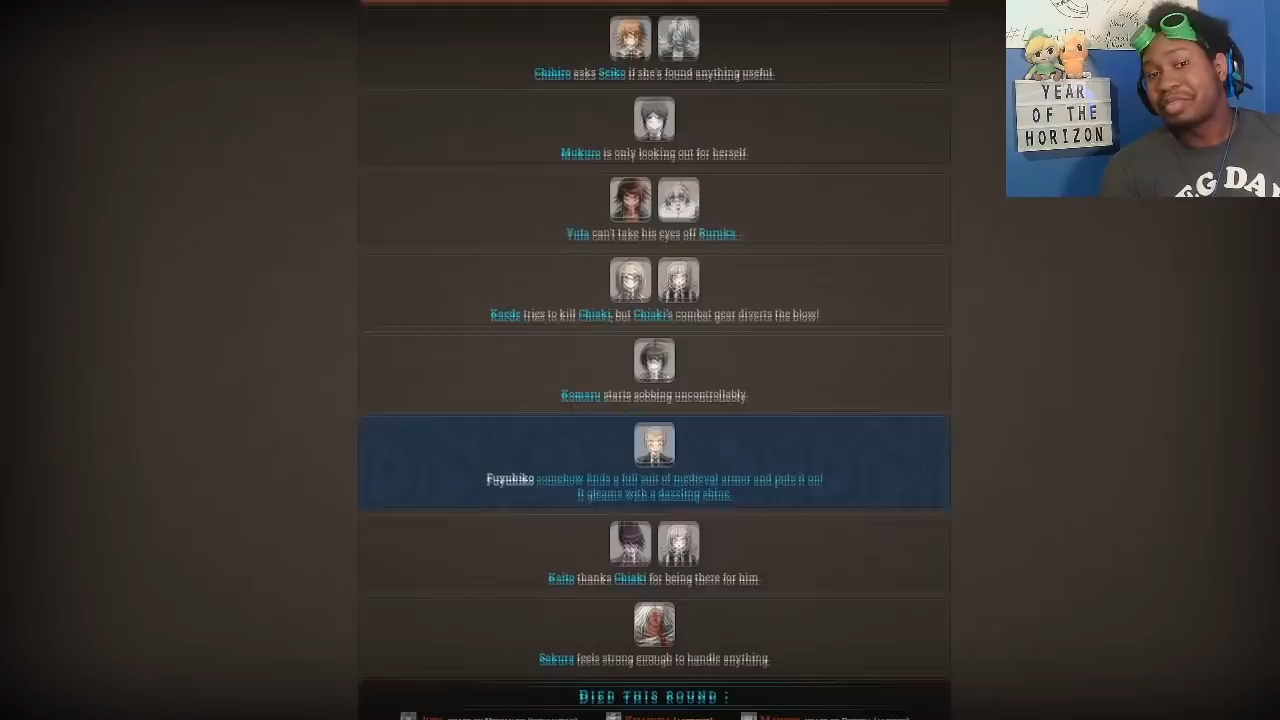 Chihiro asks Seiko if she's found anything useful.
Mukuro is only looking out for herself.
Yuta can't take his eyes off Ruruka...
Kaede tries to kill Chiaki, but Chiaki's combat gear diverts the blow!
Komaru starts sobbing uncontrollably.
Fuyuhiko somehow finds a full suit of medieval armor and puts it on!
It gleams with a dazzling shine.
Kaito thanks Chiaki for being there for him.
Sakura feels strong enough to handle anything.
DIED THIS ROUND :
YEAR
OF THE
HORIZON